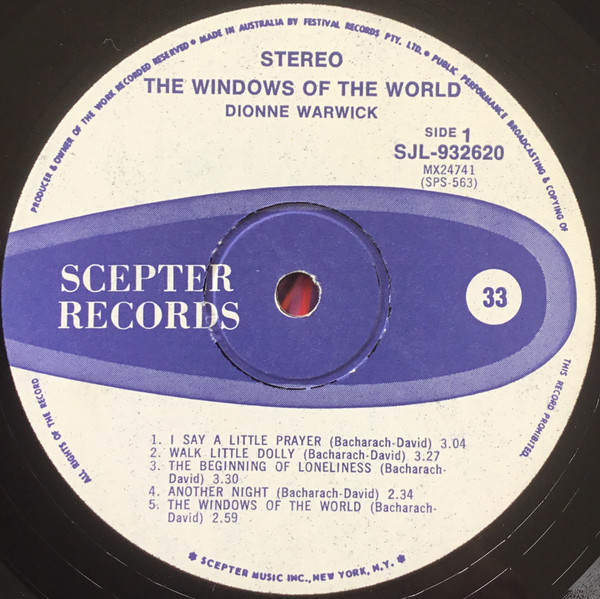 PRODUCER & OWNER OF THE WORK RECORDED RESERVED * MADE IN AUSTRALIA BY FESTIVAL RECORDS PTY. LTD. * PUBLIC PERFORMANCE BROADCASTING & COPYING OF
THIS RECORD PROHIBITED.
ALL RIGHTS OF THE RECORD
STEREO
THE WINDOWS OF THE WORLD
DIONNE WARWICK
SIDE 1
SJL-932620
MX24741
(SPS-563)
SCEPTER
RECORDS
33
1. I SAY A LITTLE PRAYER (Bacharach-David) 3.04
2. WALK LITTLE DOLLY (Bacharach-David) 3.27
3. THE BEGINNING OF LONELINESS (Bacharach-
David) 3.30
4. ANOTHER NIGHT (Bacharach-David) 2.34
5. THE WINDOWS OF THE WORLD (Bacharach-
David) 2.59
* SCEPTER MUSIC INC., NEW YORK, N.Y. *